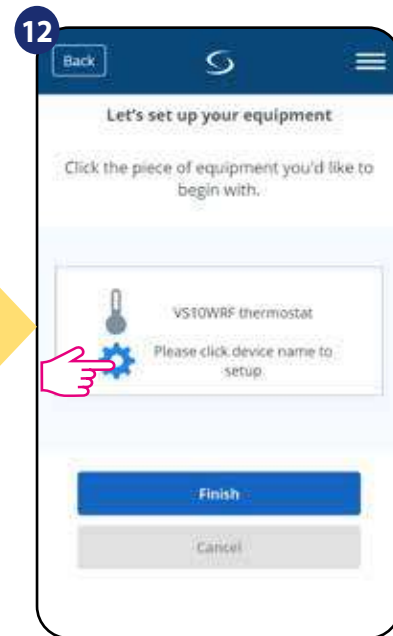 12
Back
Let's set up your equipment
Click the piece of equipment you'd like to
begin with.
VS10WRF thermostat
Please click device name to
setup
Finish
Cancel